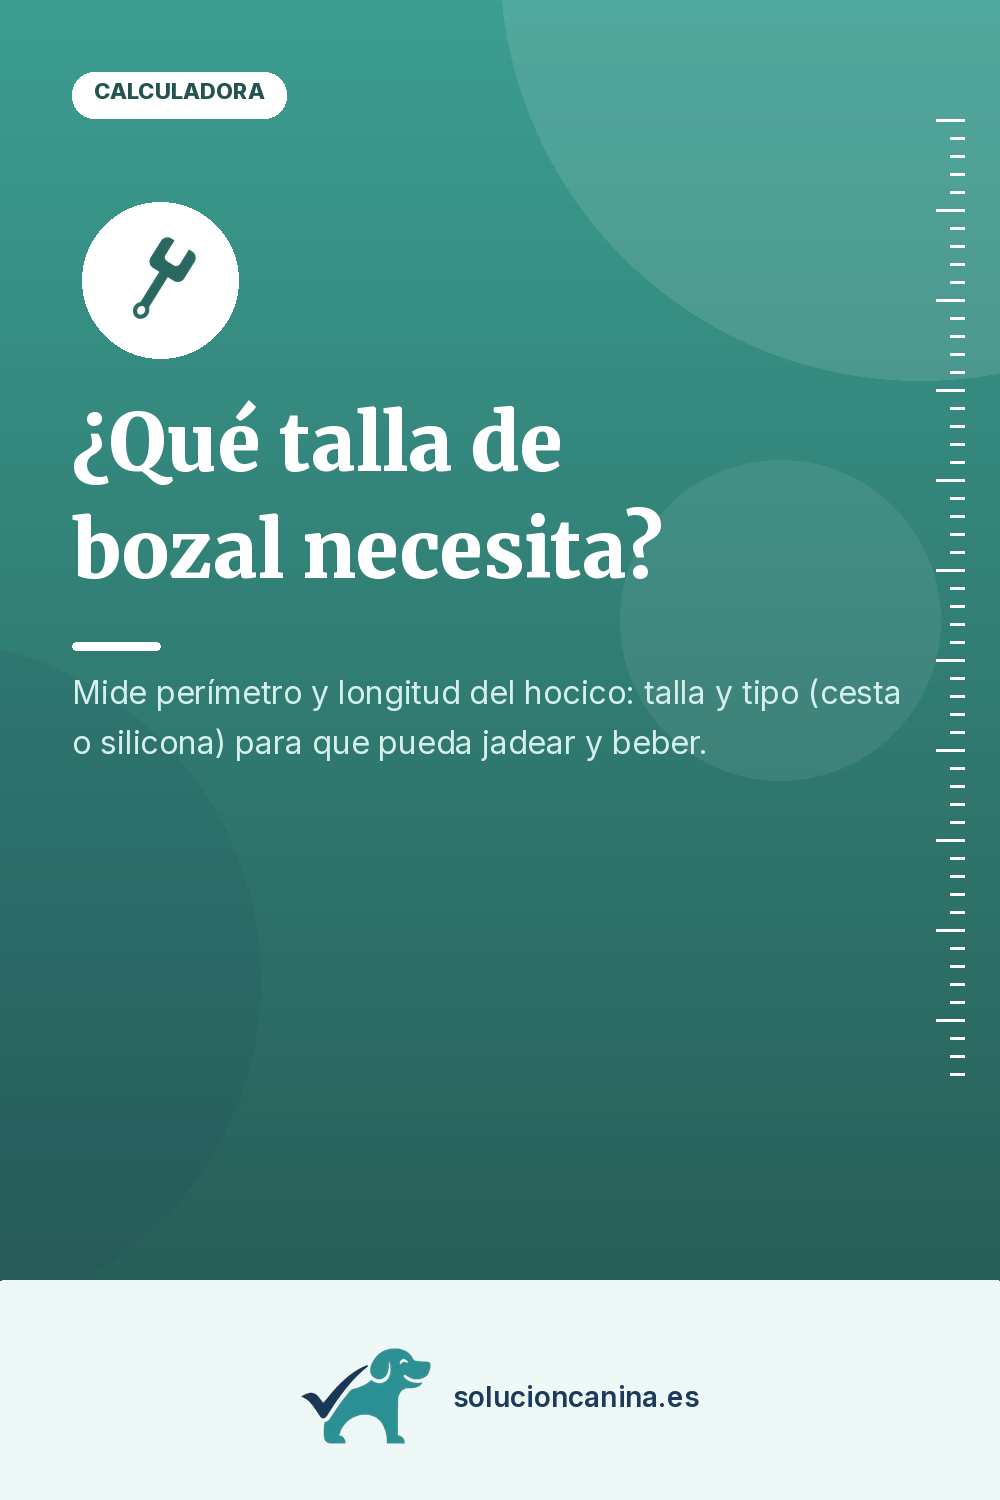 CALCULADORA
¿Qué talla de
bozal necesita?
Mide perímetro y longitud del hocico: talla y tipo (cesta
o silicona) para que pueda jadear y beber.
solucioncanina.es